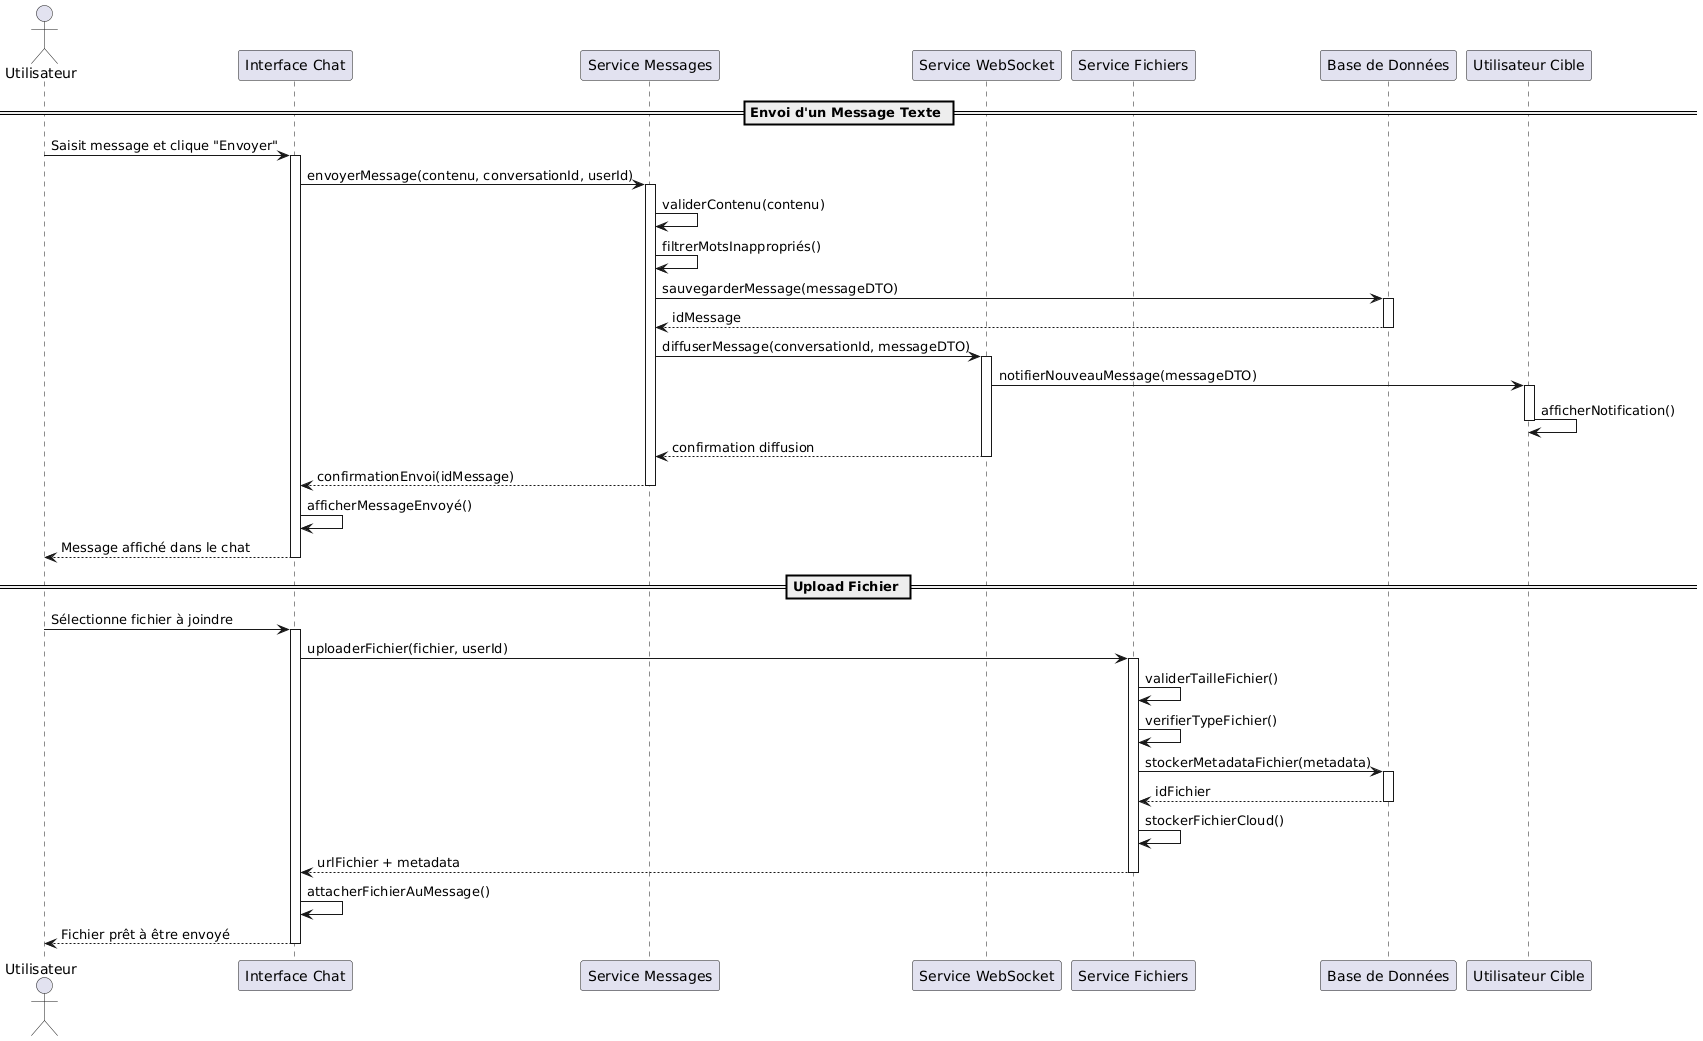 Utilisateur
Interface Chat
Service Messages
Service WebSocket
Service Fichiers
Base de Données
Utilisateur Cible
Envoi d'un Message Texte
Saisit message et clique "Envoyer"
envoyerMessage(contenu, conversationId, userId)
validerContenu(contenu)
filtrerMotsInappropriés()
sauvegarderMessage(messageDTO)
idMessage
diffuserMessage(conversationId, messageDTO)
notifierNouveauMessage(messageDTO)
afficherNotification()
confirmation diffusion
confirmationEnvoi(idMessage)
afficherMessageEnvoyé()
Message affiché dans le chat
Upload Fichier
Sélectionne fichier à joindre
uploaderFichier(fichier, userId)
validerTailleFichier()
verifierTypeFichier()
stockerMetadataFichier(metadata)
idFichier
stockerFichierCloud()
urlFichier + metadata
attacherFichierAuMessage()
Fichier prêt à être envoyé
Utilisateur
Interface Chat
Service Messages
Service WebSocket
Service Fichiers
Base de Données
Utilisateur Cible